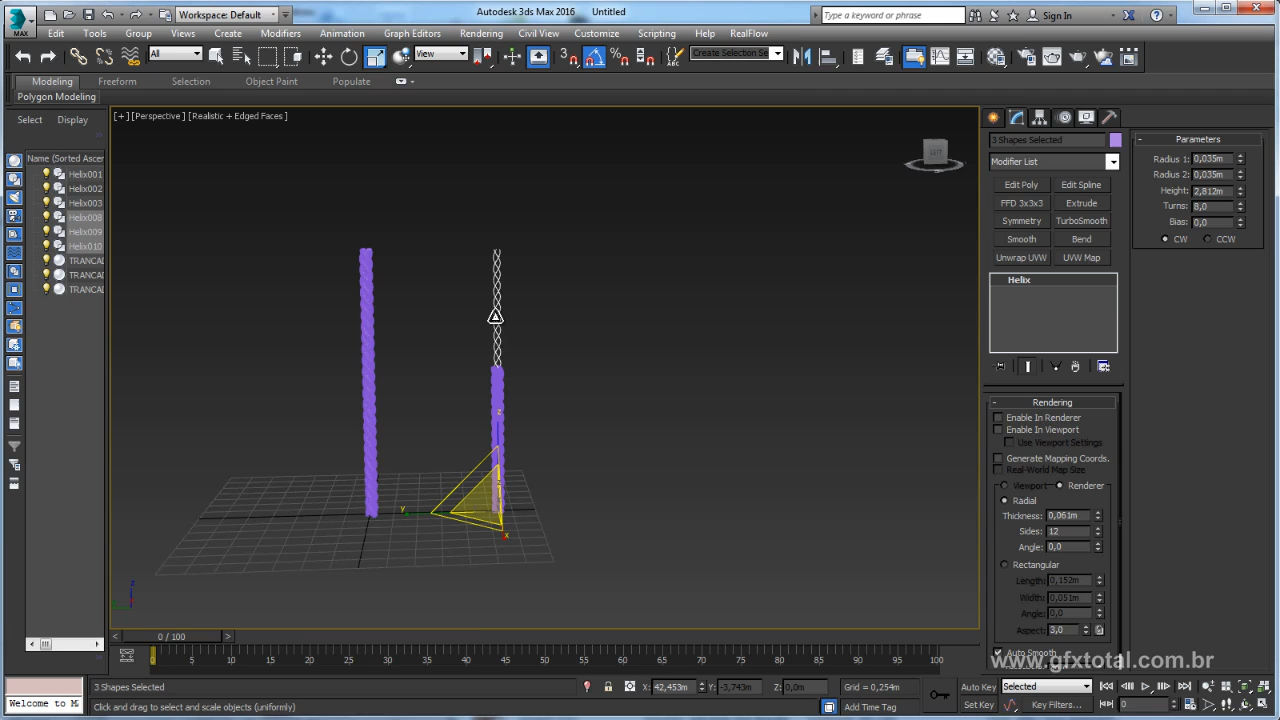 Workspace: Default
Autodesk 3ds Max 2016 Untitled
Type a keyword or phrase
Sign In
MAX
Edit Tools Group Views Create Modifiers Animation Graph Editors Rendering Civil View Customize Scripting Help RealFlow
All
View
3
Create Selection Se
Modeling Freeform Selection Object Paint Populate
Polygon Modeling
Select Display
Name (Sorted Ascen
Helix001
Helix002
Helix003
Helix008
Helix009
Helix010
TRANCAD
TRANCAD
TRANCAD
[+] [Perspective] [Realistic + Edged Faces]
z
y
x
z
3 Shapes Selected
Modifier List
Edit Poly Edit Spline
FFD 3x3x3 Extrude
Symmetry TurboSmooth
Smooth Bend
Unwrap UVW UVW Map
Helix
Rendering
Enable In Renderer
Enable In Viewport
Use Viewport Settings
Generate Mapping Coords.
Real-World Map Size
Viewport Renderer
Radial
Thickness: 0,061m
Sides: 12
Angle: 0,0
Rectangular
Length: 0,152m
Width: 0,051m
Angle: 0,0
Aspect: 3,0
Auto Smooth
Parameters
Radius 1: 0,035m
Radius 2: 0,035m
Height: 2,812m
Turns: 8,0
Bias: 0,0
CW CCW
www.gfxtotal.com.br
< 0 / 100 >
0 5 10 15 20 25 30 35 40 45 50 55 60 65 70 75 80 85 90 95 100
3 Shapes Selected X: 42,453m Y: -3,743m Z: 0,0m Grid = 0,254m Auto Key Selected
Welcome to M Click and drag to select and scale objects (uniformly) Add Time Tag Set Key Key Filters... 0